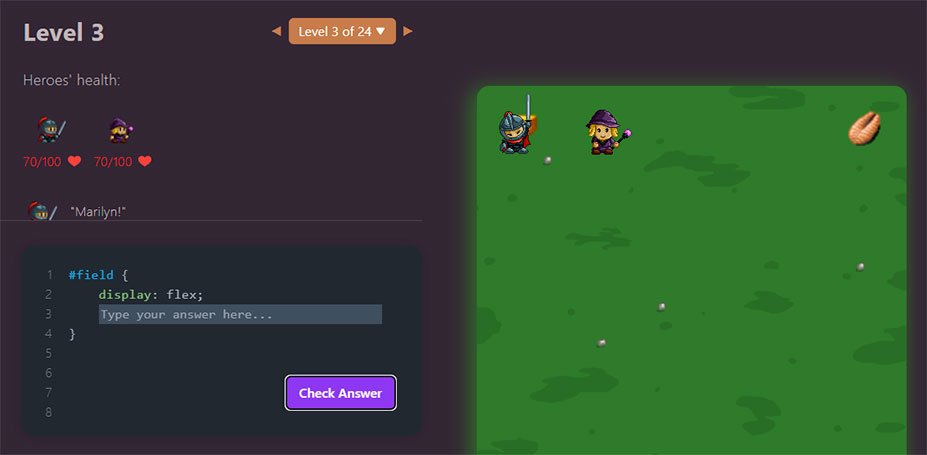 Level 3
◀ Level 3 of 24 ▼ ▶
Heroes' health:
70/100 ❤ 70/100 ❤
"Marilyn!"
1 #field {
2 display: flex;
3 Type your answer here...
4 }
5
6
7
8
Check Answer